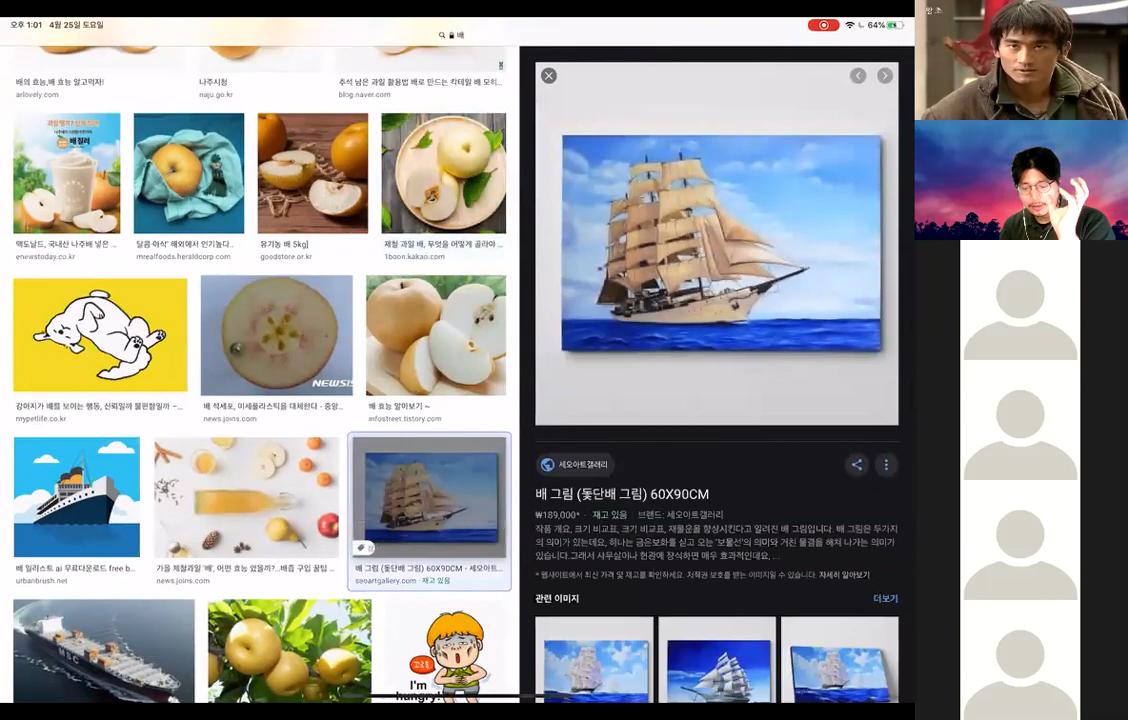 오후 1:01 4월 25일 토요일
64%
배
배의 효능,배 효능 알고먹자!
arlovely.com
나주시청
naju.go.kr
추석 남은 과일 활용법 배로 만드는 칵테일 배 모히...
blog.naver.com
배 칠러
맥도날드, 국내산 나주배 넣은 ...
enewstoday.co.kr
'달콤·아삭' 해외에서 인기높다...
mrealfoods.heraldcorp.com
유기농 배 5kg]
goodstore.or.kr
제철 과일 배, 무엇을 어떻게 골라야 ...
1boon.kakao.com
NEWSIS
강아지가 배를 보여는 행동, 신뢰일까 불편함일까 –...
mypetlife.co.kr
배 석세포, 미세플라스틱을 대체한다 - 중앙...
news.joins.com
배 효능 알아보기 ~
infostreet.tistory.com
배 일러스트 ai 무료다운로드 free b...
urbanbrush.net
가을 제철과일 '배', 어떤 효능 있을까?...배즙 구입 꿀팁 ...
news.joins.com
배 그림 (돛단배 그림) 60X90CM - 세오아트...
seoartgallery.com · 재고 있음
MSC
꼬르륵
I'm
hungry!
세오아트갤러리
배 그림 (돛단배 그림) 60X90CM
₩189,000* · 재고 있음 · 브랜드: 세오아트갤러리
작품 개요, 크기 비교표, 크기 비교표, 재물운을 향상시킨다고 알려진 배 그림입니다. 배 그림은 두가지
의 의미가 있는데요, 하나는 금은보화를 싣고 오는 '보물선'의 의미와 거친 물결을 해쳐 나가는 의미가
있습니다.그래서 사무실이나 현관에 장식하면 매우 효과적인데요, ...
* 웹사이트에서 최신 가격 및 재고를 확인하세요. 저작권 보호를 받는 이미지일 수 있습니다. 자세히 알아보기
관련 이미지
더보기